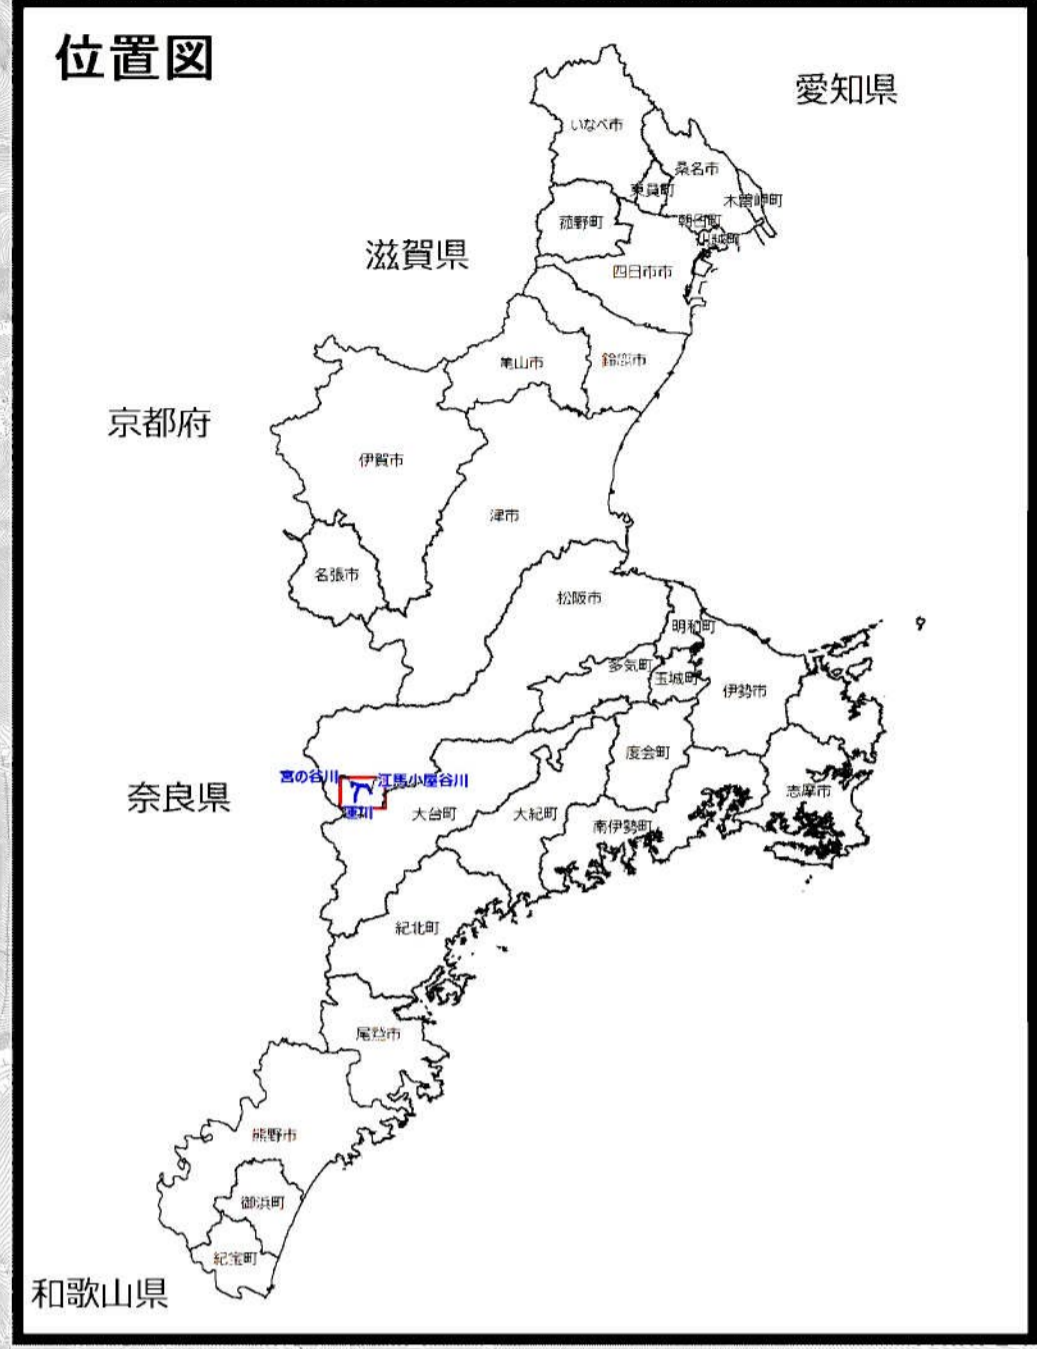 位置図
愛知県
いなべ市
桑名市
東員町
木曽岬町
菰野町
朝日町
川越町
滋賀県
四日市市
亀山市
鈴鹿市
京都府
伊賀市
津市
名張市
松阪市
明和町
多気町
玉城町
伊勢市
度会町
宮の谷川
江馬小屋谷川
蓮川
奈良県
大台町
大紀町
南伊勢町
志摩市
紀北町
尾鷲市
熊野市
御浜町
紀宝町
和歌山県